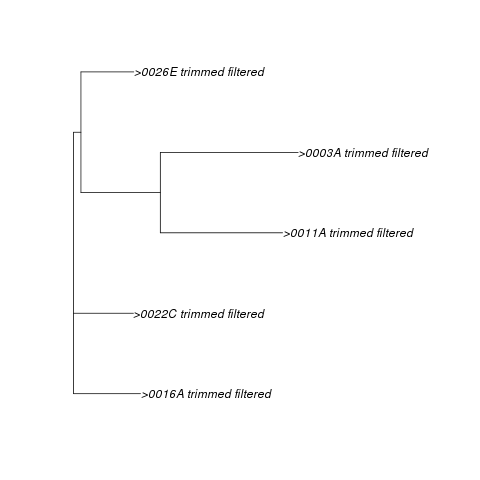 >0026E trimmed filtered
>0003A trimmed filtered
>0011A trimmed filtered
>0022C trimmed filtered
>0016A trimmed filtered